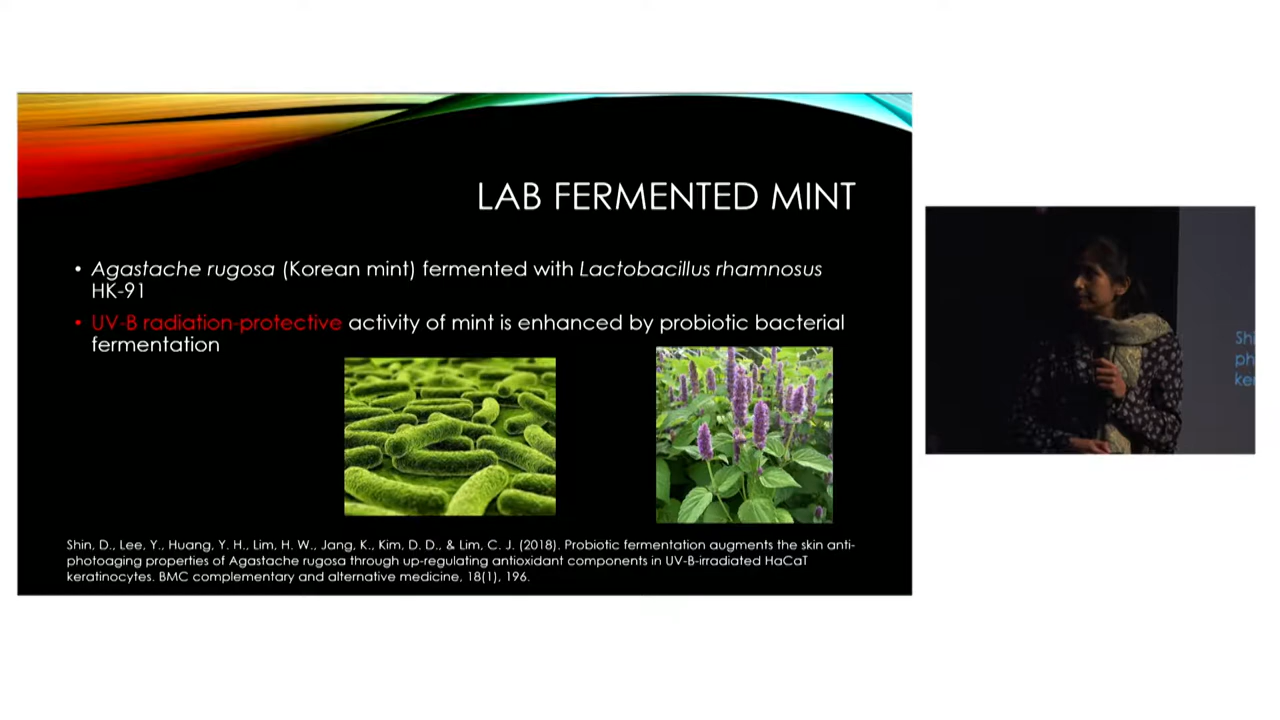 LAB FERMENTED MINT
• Agastache rugosa (Korean mint) fermented with Lactobacillus rhamnosus
HK-91
• UV-B radiation-protective activity of mint is enhanced by probiotic bacterial
fermentation
Shin, D., Lee, Y., Huang, Y. H., Lim, H. W., Jang, K., Kim, D. D., & Lim, C. J. (2018). Probiotic fermentation augments the skin anti-
photoaging properties of Agastache rugosa through up-regulating antioxidant components in UV-B-irradiated HaCaT
keratinocytes. BMC complementary and alternative medicine, 18(1), 196.
Shi
ph
ker